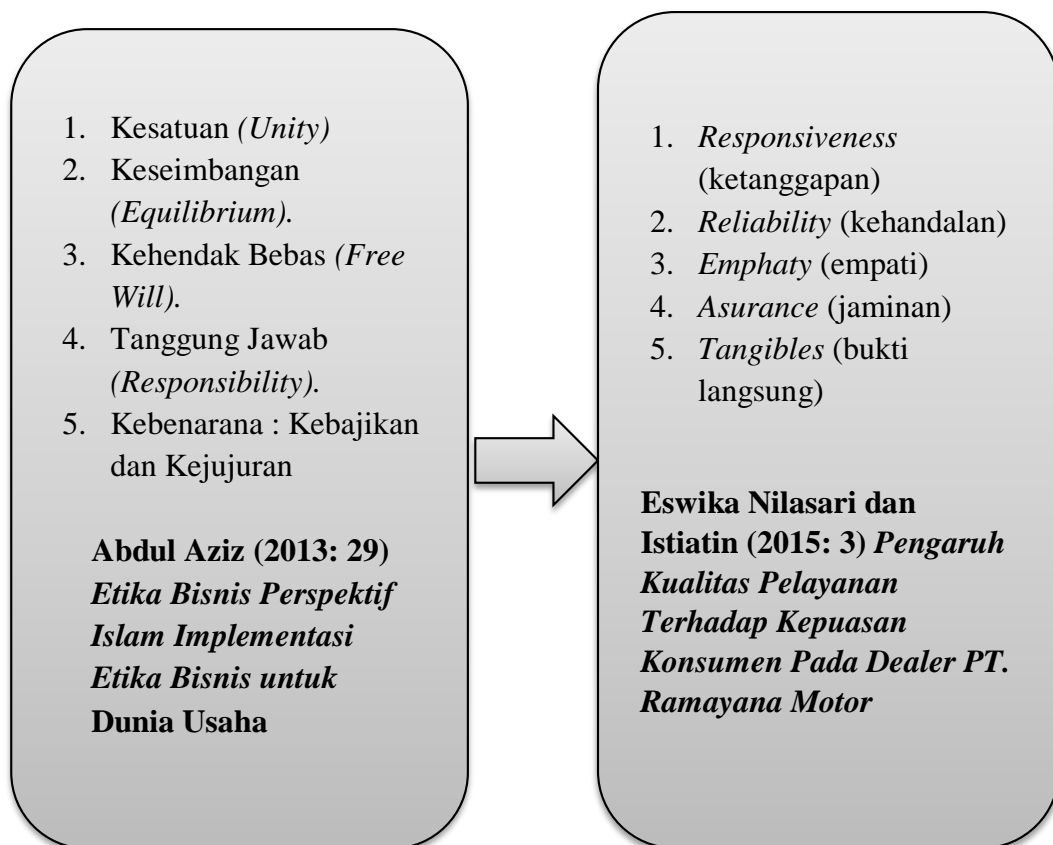 1. Kesatuan (Unity)
2. Keseimbangan
(Equilibrium).
3. Kehendak Bebas (Free
Will).
4. Tanggung Jawab
(Responsibility).
5. Kebenarana : Kebajikan
dan Kejujuran
Abdul Aziz (2013: 29)
Etika Bisnis Perspektif
Islam Implementasi
Etika Bisnis untuk
Dunia Usaha
1. Responsiveness
(ketanggapan)
2. Reliability (kehandalan)
3. Emphaty (empati)
4. Asurance (jaminan)
5. Tangibles (bukti
langsung)
Eswika Nilasari dan
Istiatin (2015: 3) Pengaruh
Kualitas Pelayanan
Terhadap Kepuasan
Konsumen Pada Dealer PT.
Ramayana Motor